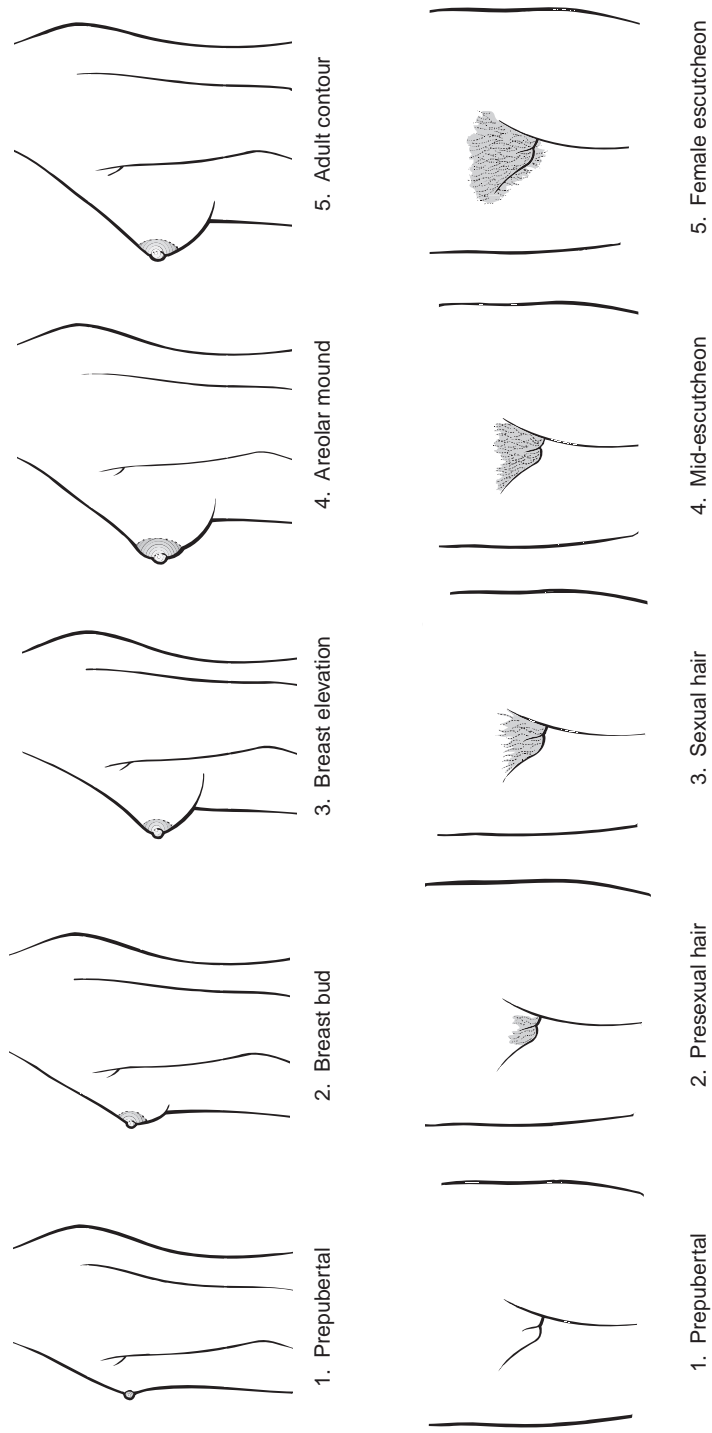 1. Prepubertal
2. Breast bud
3. Breast elevation
4. Areolar mound
5. Adult contour
1. Prepubertal
2. Presexual hair
3. Sexual hair
4. Mid-escutcheon
5. Female escutcheon